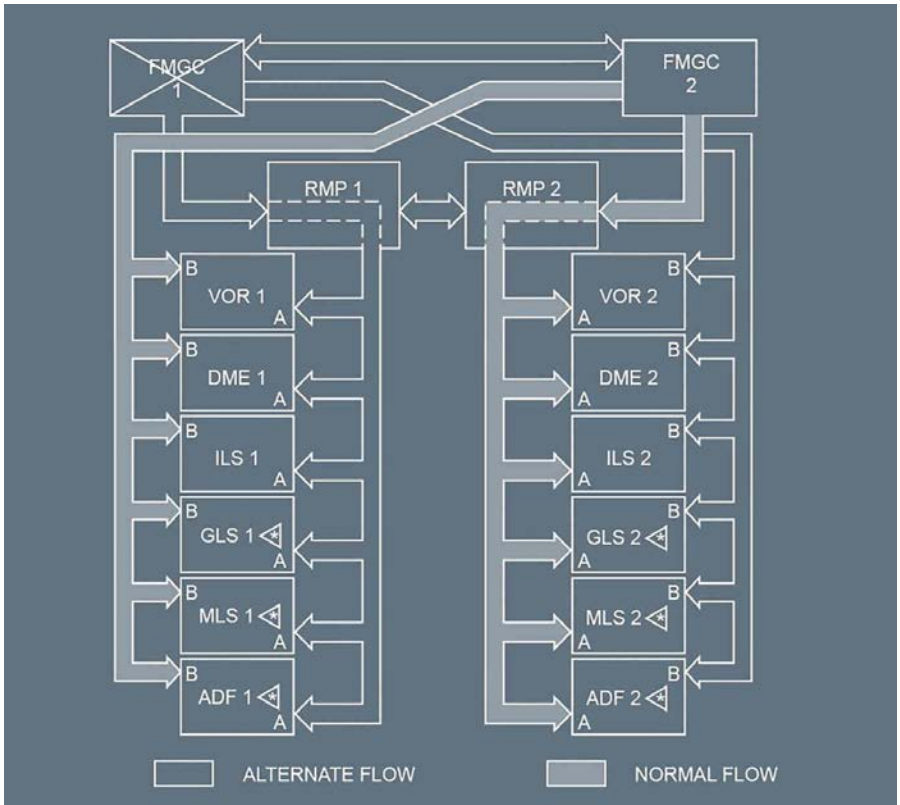 FMGC
1
FMGC
2
RMP 1
RMP 2
B
VOR 1
A
B
VOR 2
A
B
DME 1
A
B
DME 2
A
B
ILS 1
A
B
ILS 2
A
B
GLS 1 *
A
B
GLS 2 *
A
B
MLS 1 *
A
B
MLS 2 *
A
B
ADF 1 *
A
B
ADF 2 *
A
ALTERNATE FLOW
NORMAL FLOW